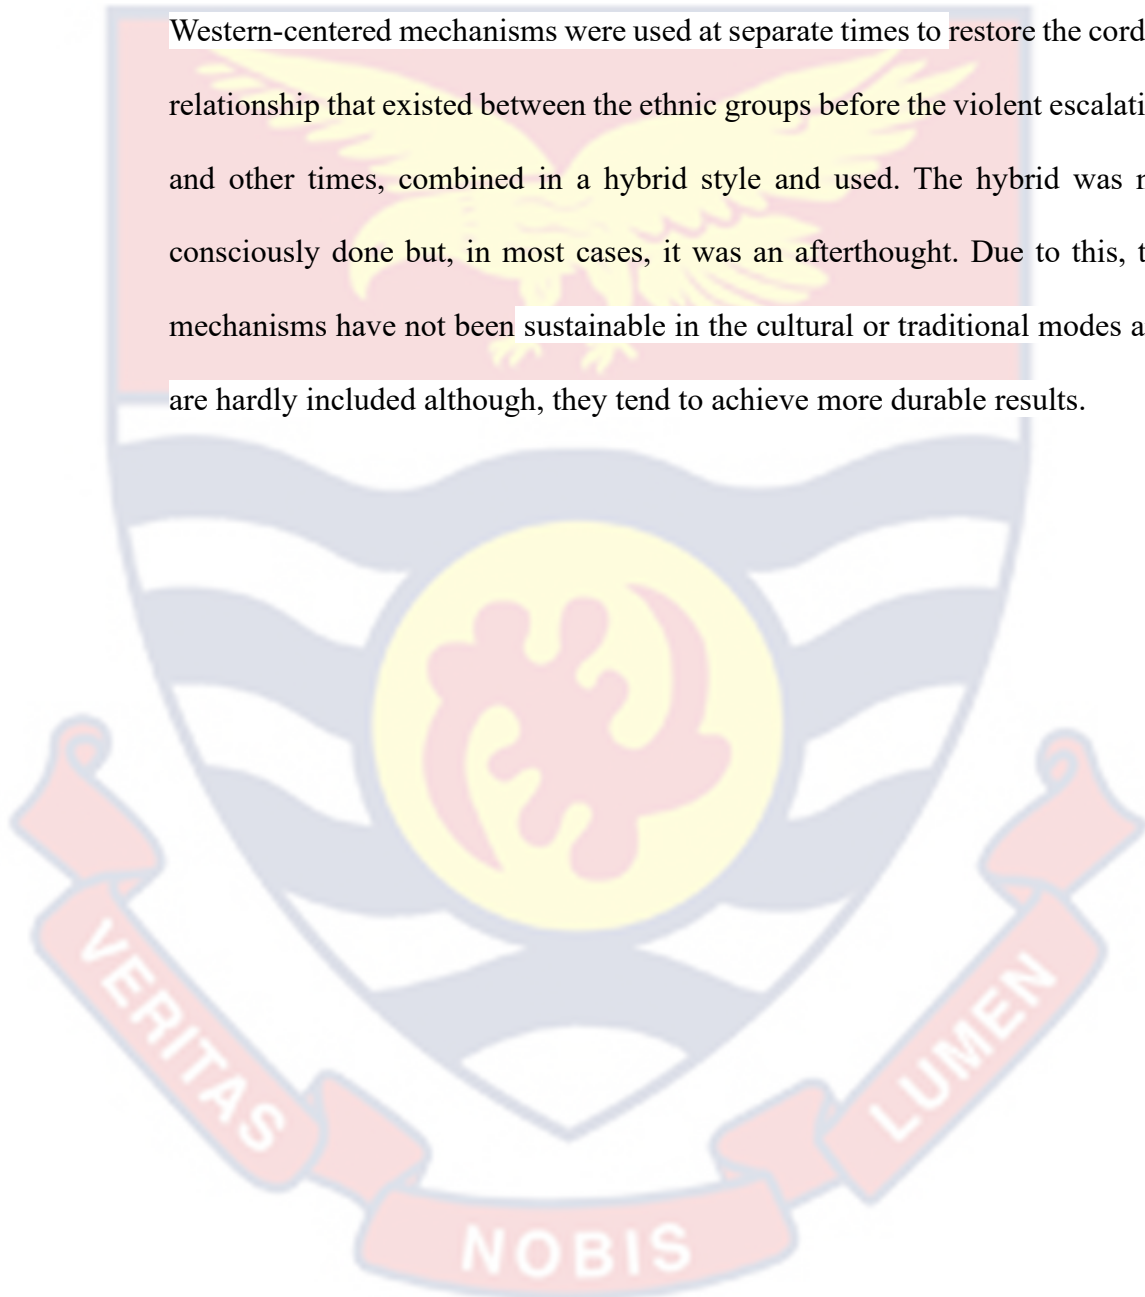 Western-centered mechanisms were used at separate times to restore the cord
relationship that existed between the ethnic groups before the violent escalati
and other times, combined in a hybrid style and used. The hybrid was n
consciously done but, in most cases, it was an afterthought. Due to this, t
mechanisms have not been sustainable in the cultural or traditional modes a
are hardly included although, they tend to achieve more durable results.
VERITAS
NOBIS
LUMEN